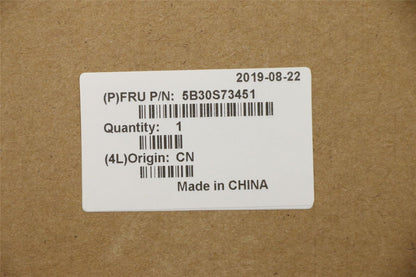 2019-08-22
(P)FRU P/N: 5B30S73451
Quantity: 1
(4L)Origin: CN
Made in CHINA